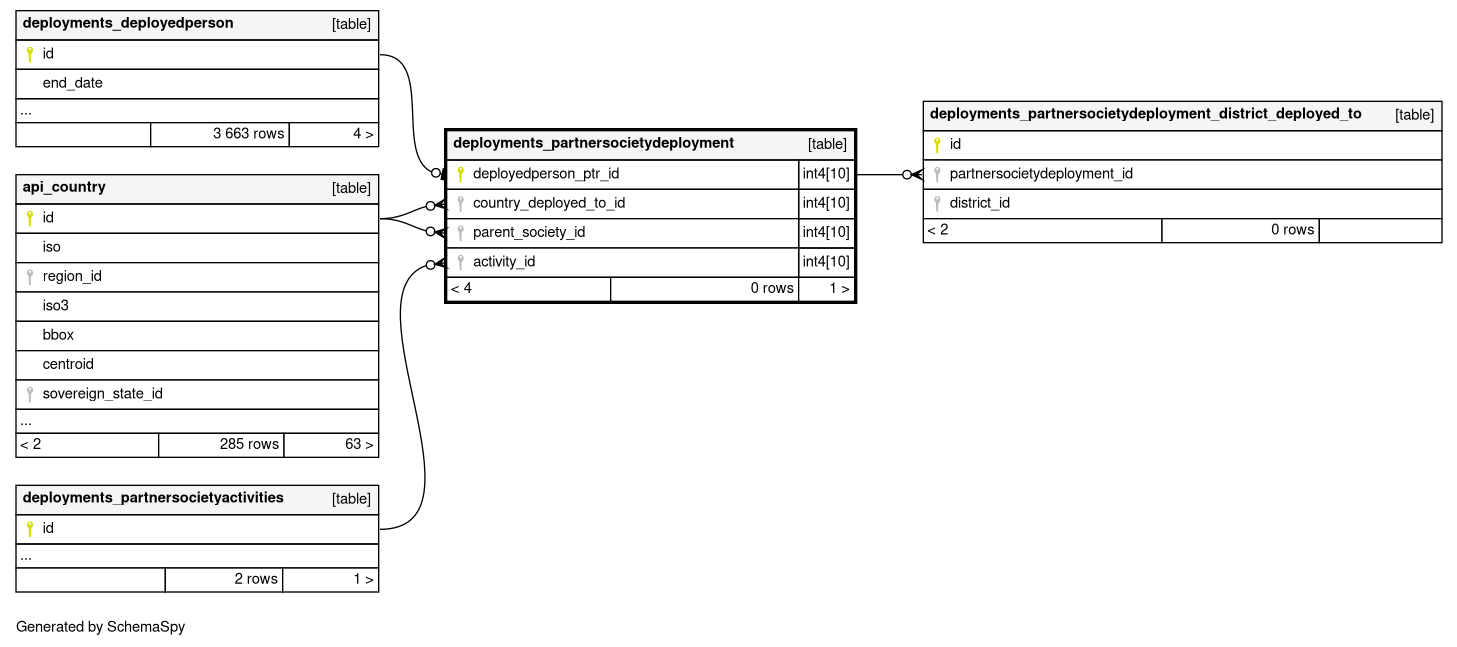 deployments_deployedperson [table]
id
end_date
...
3 663 rows 4 >
api_country [table]
id
iso
region_id
iso3
bbox
centroid
sovereign_state_id
...
< 2 285 rows 63 >
deployments_partnersocietyactivities [table]
id
...
2 rows 1 >
deployments_partnersocietydeployment [table]
deployedperson_ptr_id int4[10]
country_deployed_to_id int4[10]
parent_society_id int4[10]
activity_id int4[10]
< 4 0 rows 1 >
deployments_partnersocietydeployment_district_deployed_to [table]
id
partnersocietydeployment_id
district_id
< 2 0 rows
Generated by SchemaSpy